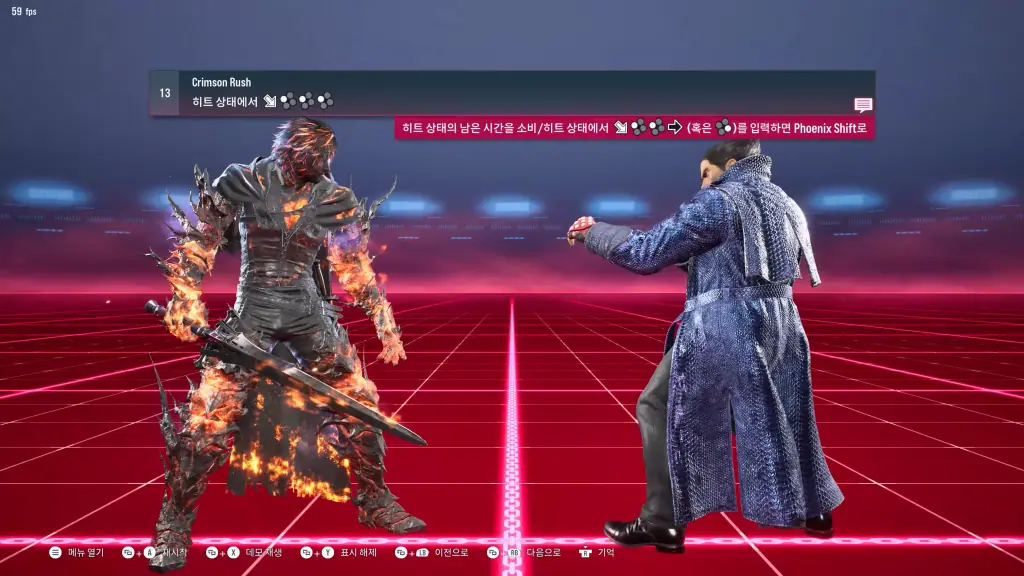 59 fps
Crimson Rush
13
히트 상태에서
히트 상태의 남은 시간을 소비/히트 상태에서 (혹은 )를 입력하면 Phoenix Shift로
메뉴 열기 + A 재시작 + X 데모 재생 + Y 표시 해제 + LB 이전으로 + RB 다음으로 R 기억